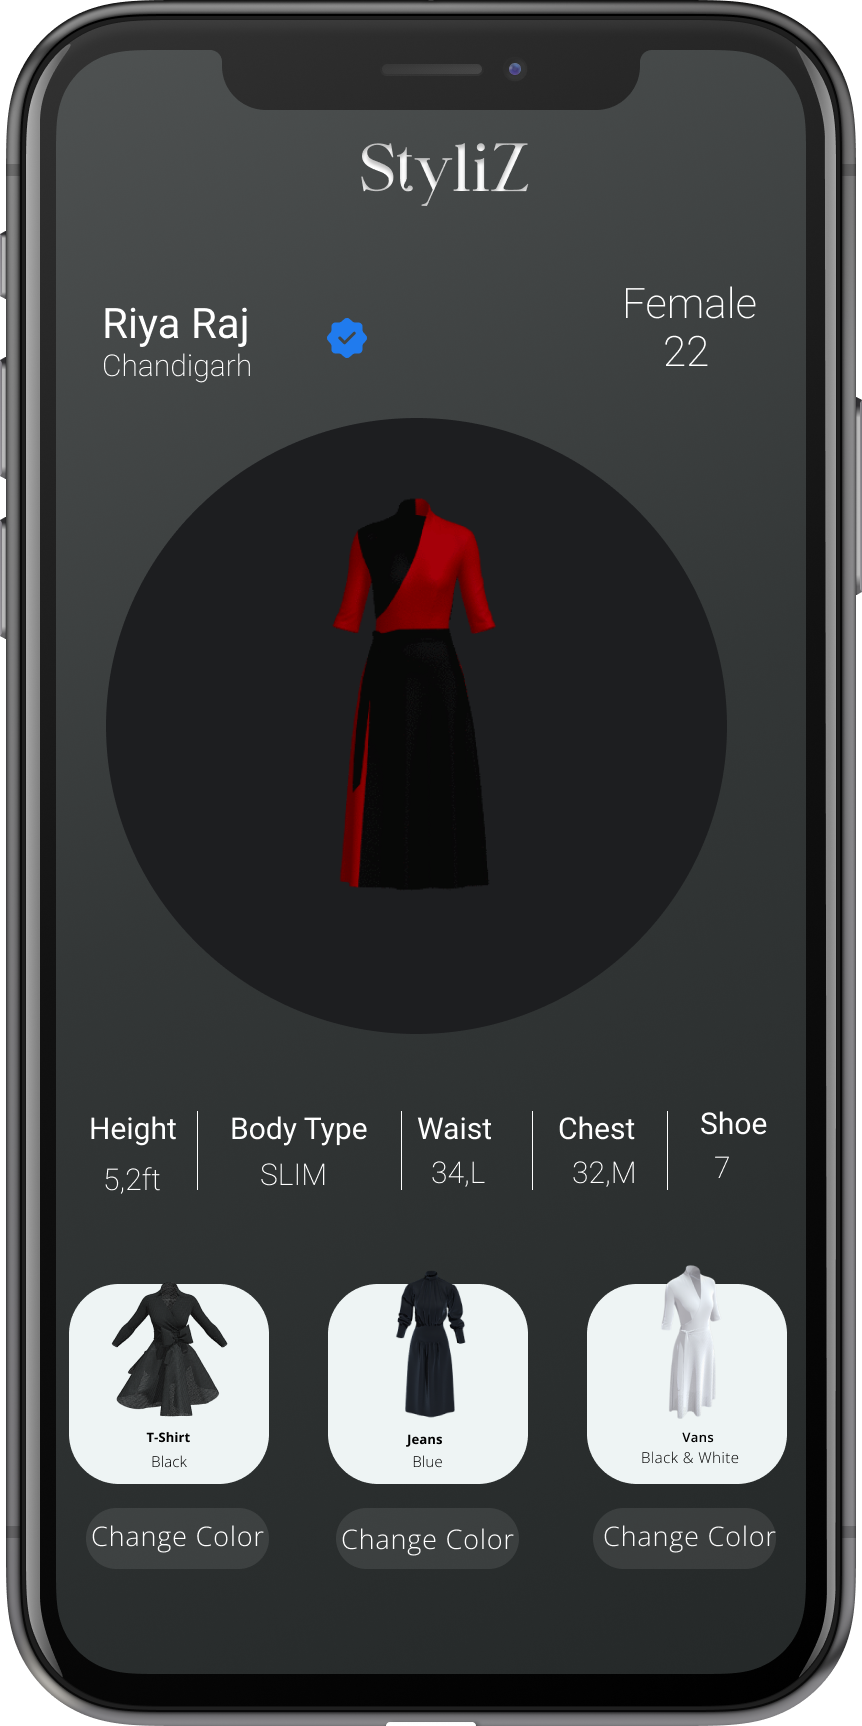 StyliZ
Riya Raj
Chandigarh
Female
22
Height
5,2ft
Body Type
SLIM
Waist
34,L
Chest
32,M
Shoe
7
T-Shirt
Black
Jeans
Blue
Vans
Black & White
Change Color
Change Color
Change Color